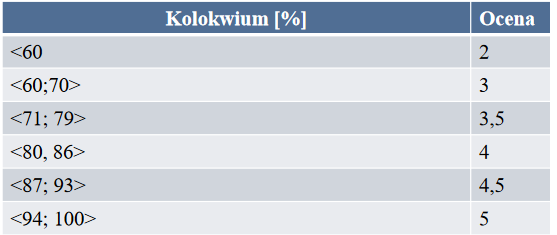 Kolokwium [%] Ocena
<60 2
<60;70> 3
<71; 79> 3,5
<80, 86> 4
<87; 93> 4,5
<94; 100> 5